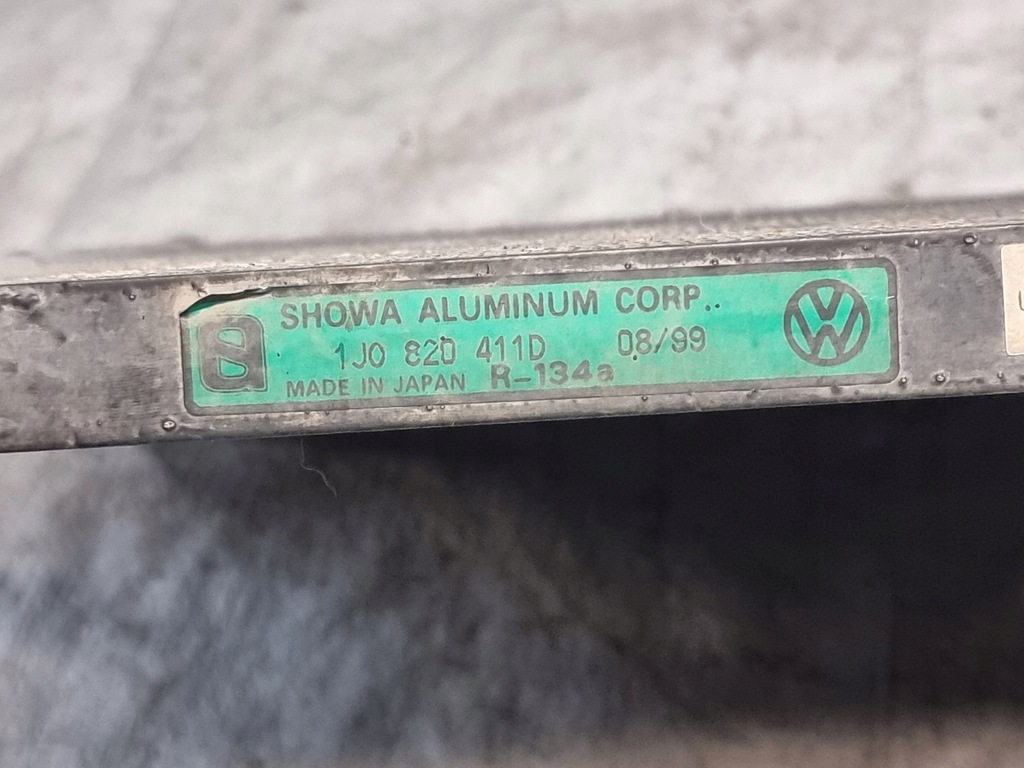 SHOWA ALUMINUM CORP..
1J0 820 411D 08/99
MADE IN JAPAN R-134a